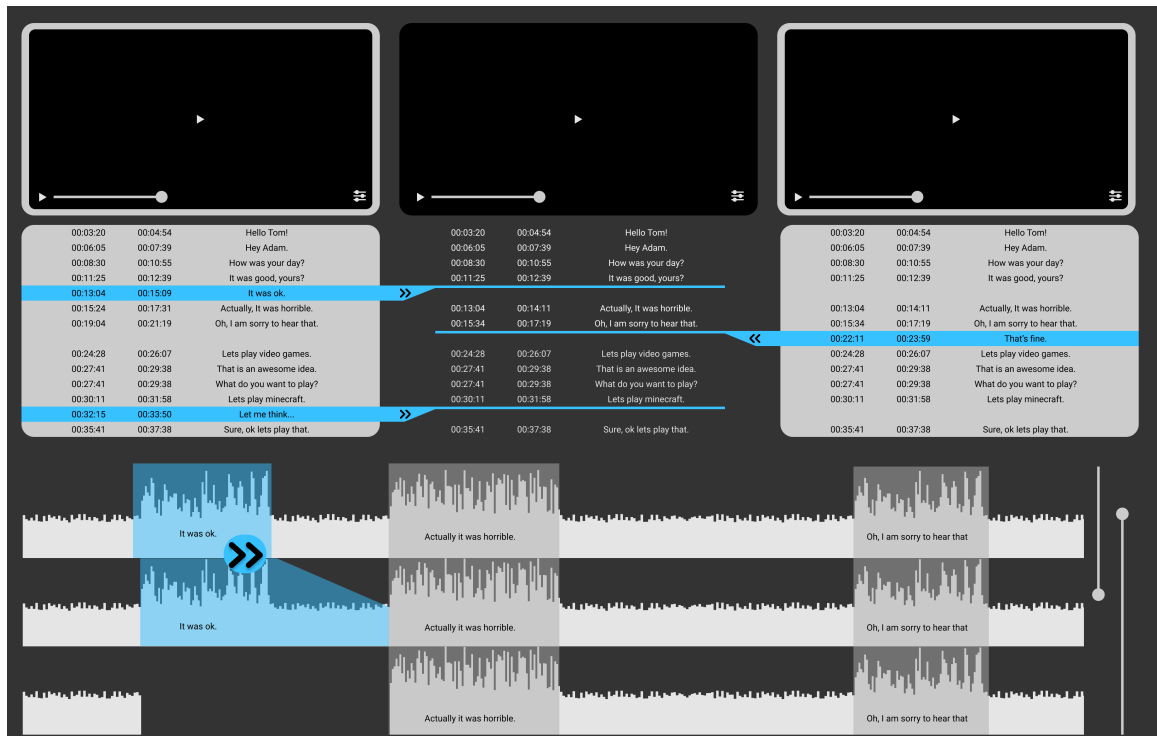 00:03:20 00:04:54 Hello Tom!
00:06:05 00:07:39 Hey Adam.
00:08:30 00:10:55 How was your day?
00:11:25 00:12:39 It was good, yours?
00:13:04 00:15:09 It was ok.
00:15:24 00:17:31 Actually, It was horrible.
00:19:04 00:21:19 Oh, I am sorry to hear that.
00:24:28 00:26:07 Lets play video games.
00:27:41 00:29:38 That is an awesome idea.
00:27:41 00:29:38 What do you want to play?
00:30:11 00:31:58 Lets play minecraft.
00:32:15 00:33:50 Let me think...
00:35:41 00:37:38 Sure, ok lets play that.
00:03:20 00:04:54 Hello Tom!
00:06:05 00:07:39 Hey Adam.
00:08:30 00:10:55 How was your day?
00:11:25 00:12:39 It was good, yours?
00:13:04 00:14:11 Actually, It was horrible.
00:15:34 00:17:19 Oh, I am sorry to hear that.
00:24:28 00:26:07 Lets play video games.
00:27:41 00:29:38 That is an awesome idea.
00:27:41 00:29:38 What do you want to play?
00:30:11 00:31:58 Lets play minecraft.
00:35:41 00:37:38 Sure, ok lets play that.
00:03:20 00:04:54 Hello Tom!
00:06:05 00:07:39 Hey Adam.
00:08:30 00:10:55 How was your day?
00:11:25 00:12:39 It was good, yours?
00:13:04 00:14:11 Actually, It was horrible.
00:15:34 00:17:19 Oh, I am sorry to hear that.
00:22:11 00:23:59 That's fine.
00:24:28 00:26:07 Lets play video games.
00:27:41 00:29:38 That is an awesome idea.
00:27:41 00:29:38 What do you want to play?
00:30:11 00:31:58 Lets play minecraft.
00:35:41 00:37:38 Sure, ok lets play that.
It was ok. Actually it was horrible. Oh, I am sorry to hear that
It was ok. Actually it was horrible. Oh, I am sorry to hear that
Actually it was horrible. Oh, I am sorry to hear that